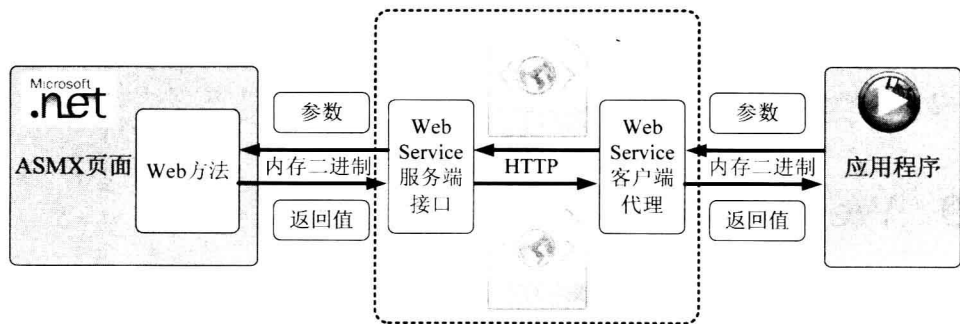 Microsoft
.net
ASMX页面
Web方法
参数
内存二进制
返回值
Web
Service
服务端
接口
HTTP
Web
Service
客户端
代理
参数
内存二进制
返回值
应用程序